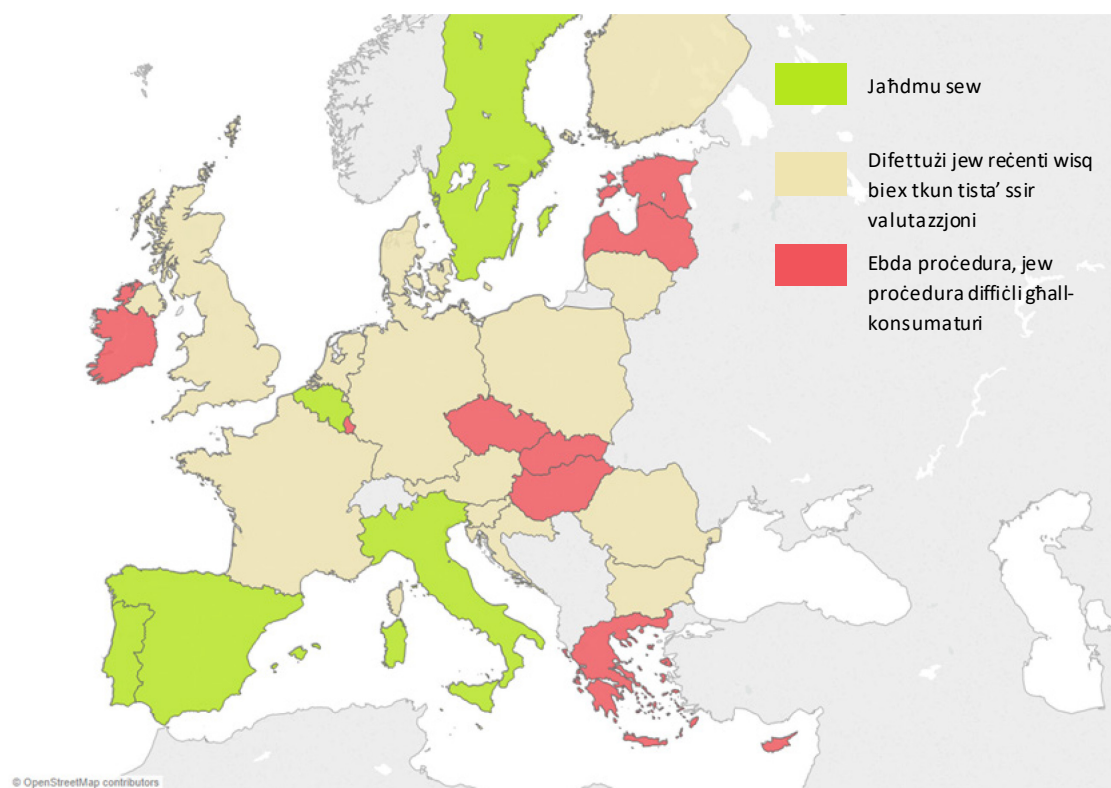 Jaħdmu sew
Difettużi jew reċenti wisq
biex tkun tista’ ssir
valutazzjoni
Ebda proċedura, jew
proċedura diffiċli għall-
konsumaturi
© OpenStreetMap contributors